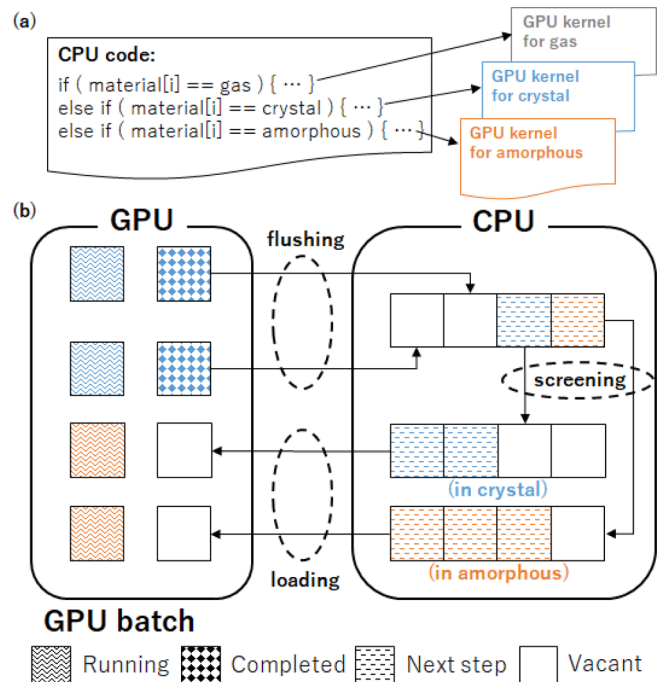 (a)
CPU code:
if ( material[i] == gas ) { ··· }
else if ( material[i] == crystal ) { ··· }
else if ( material[i] == amorphous ) { ··· }
GPU kernel
for gas
GPU kernel
for crystal
GPU kernel
for amorphous
(b)
GPU
CPU
flushing
screening
(in crystal)
(in amorphous)
loading
GPU batch
Running
Completed
Next step
Vacant